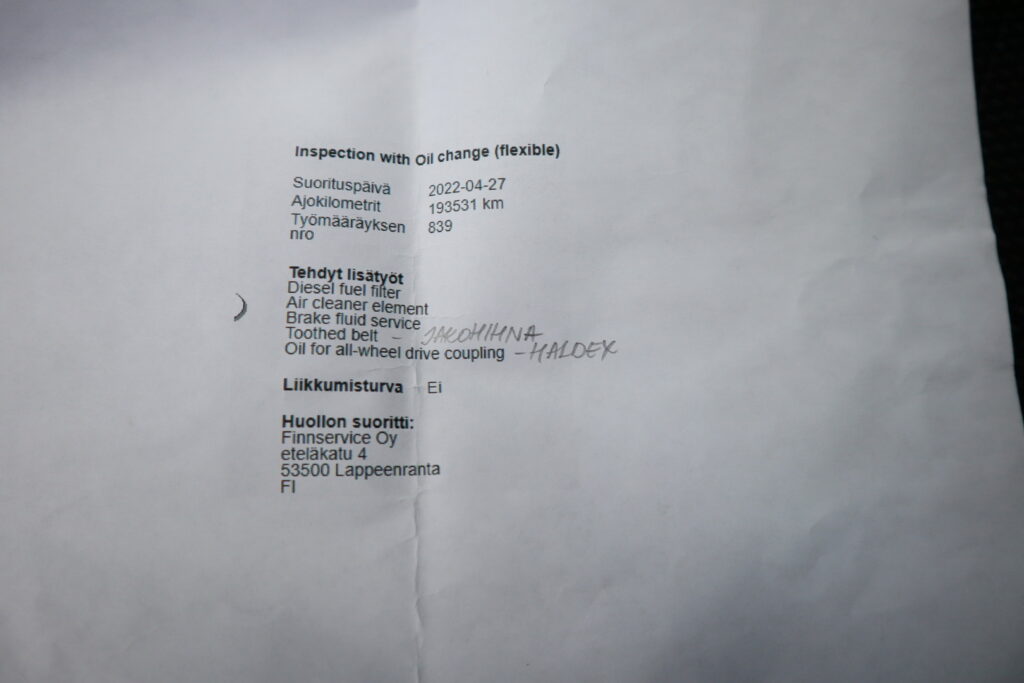 Inspection with Oil change (flexible)
Suorituspäivä 2022-04-27
Ajokilometrit 193531 km
Työmääräyksen 839
nro
Tehdyt lisätyöt
Diesel fuel filter
Air cleaner element
Brake fluid service
Toothed belt - JAKOHIHNA
Oil for all-wheel drive coupling - HALDEX
Liikkumisturva Ei
Huollon suoritti:
Finnservice Oy
eteläkatu 4
53500 Lappeenranta
FI